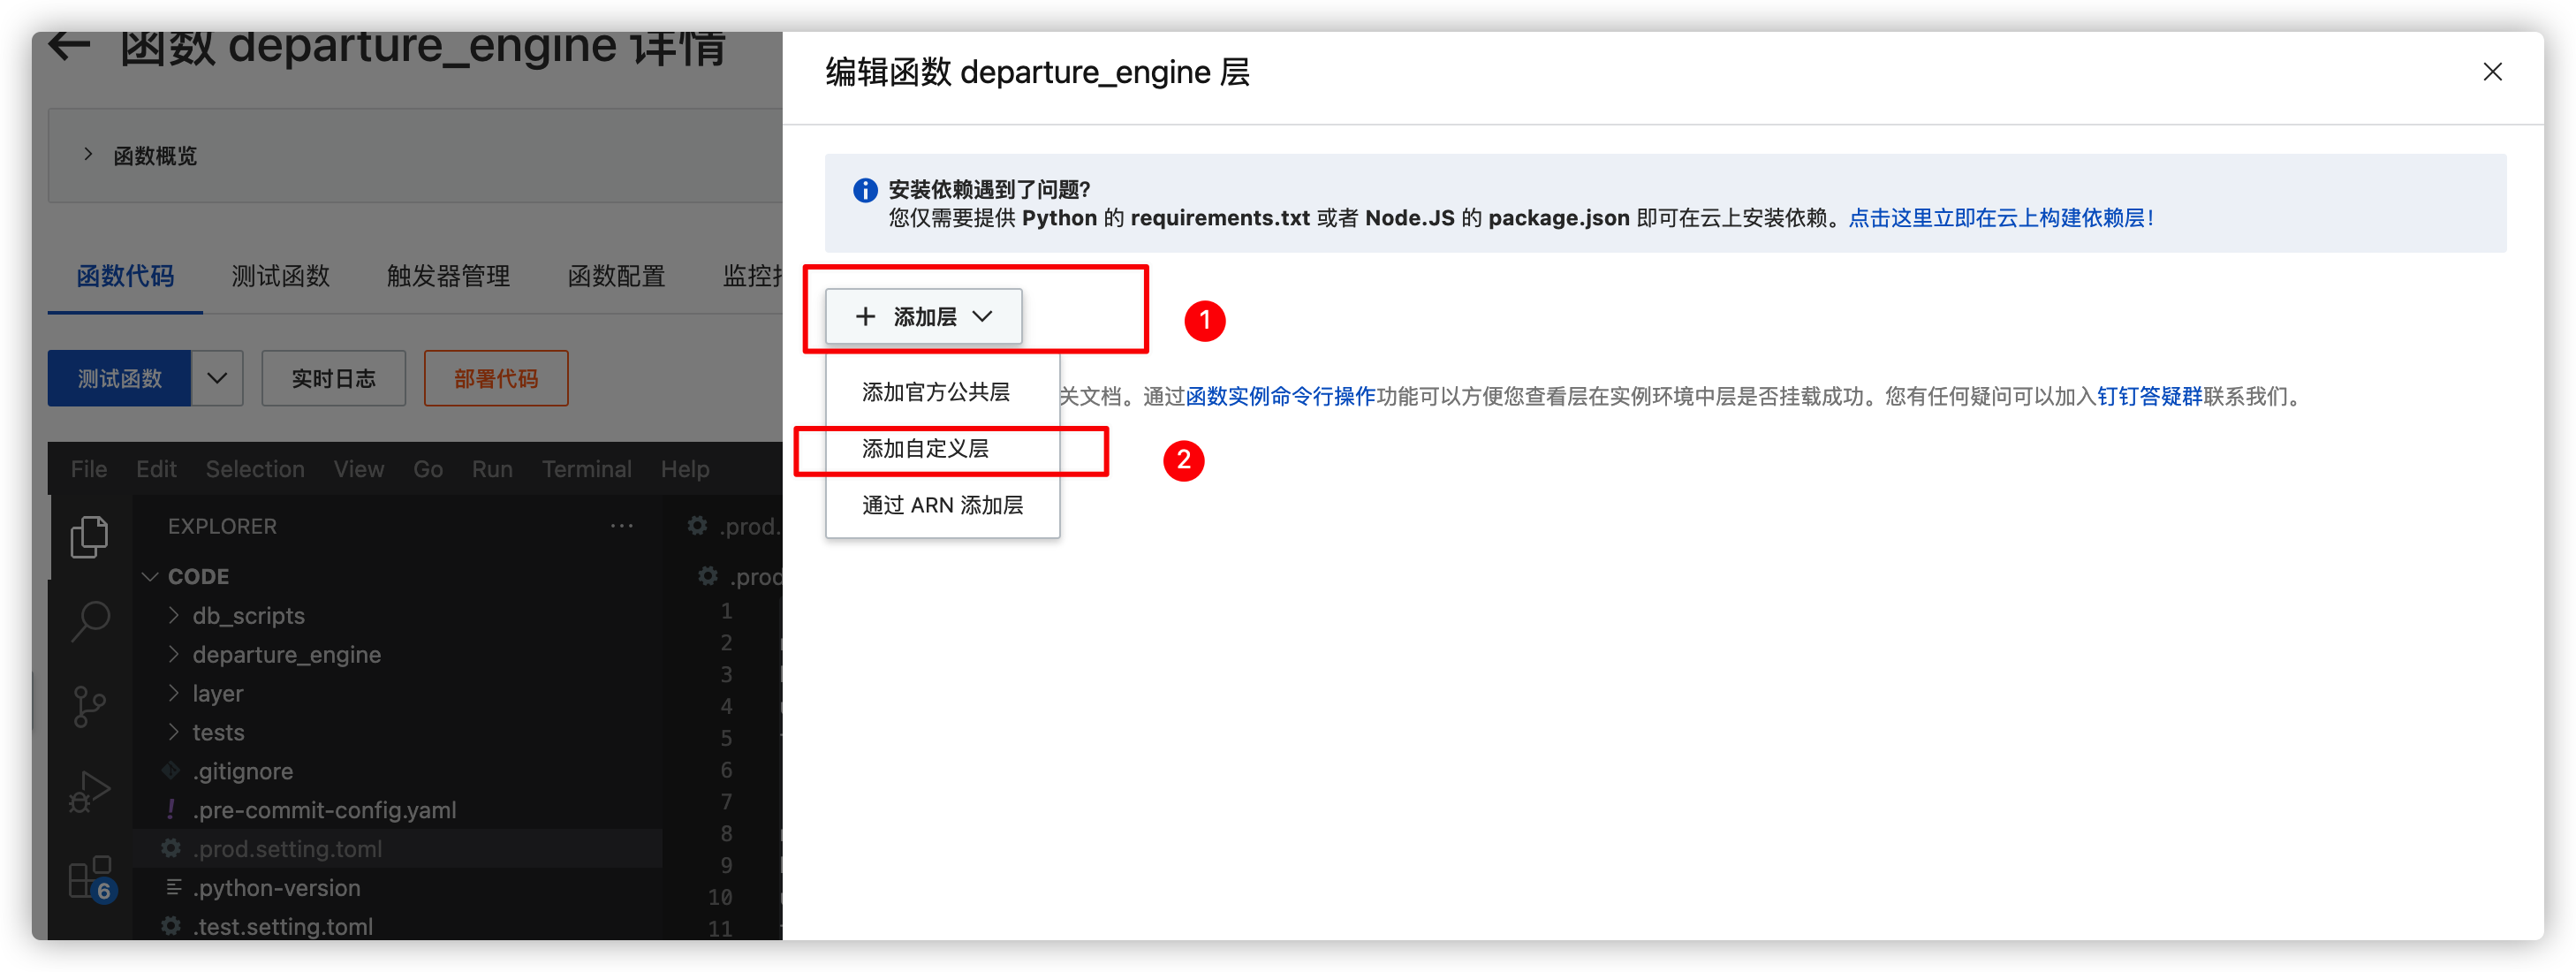 函数 departure_engine 详情
函数概览
函数代码
测试函数
触发器管理
函数配置
监控
测试函数
实时日志
部署代码
File Edit Selection View Go Run Terminal Help
EXPLORER
CODE
db_scripts
departure_engine
layer
tests
.gitignore
.pre-commit-config.yaml
.prod.setting.toml
.python-version
.test.setting.toml
6
.prod.
.prod
1
2
3
4
5
6
7
8
9
10
11
编辑函数 departure_engine 层
安装依赖遇到了问题?
您仅需要提供 Python 的 requirements.txt 或者 Node.JS 的 package.json 即可在云上安装依赖。点击这里立即在云上构建依赖层!
添加层
1
添加官方公共层
关文档。通过函数实例命令行操作功能可以方便您查看层在实例环境中层是否挂载成功。您有任何疑问可以加入钉钉答疑群联系我们。
添加自定义层
2
通过 ARN 添加层